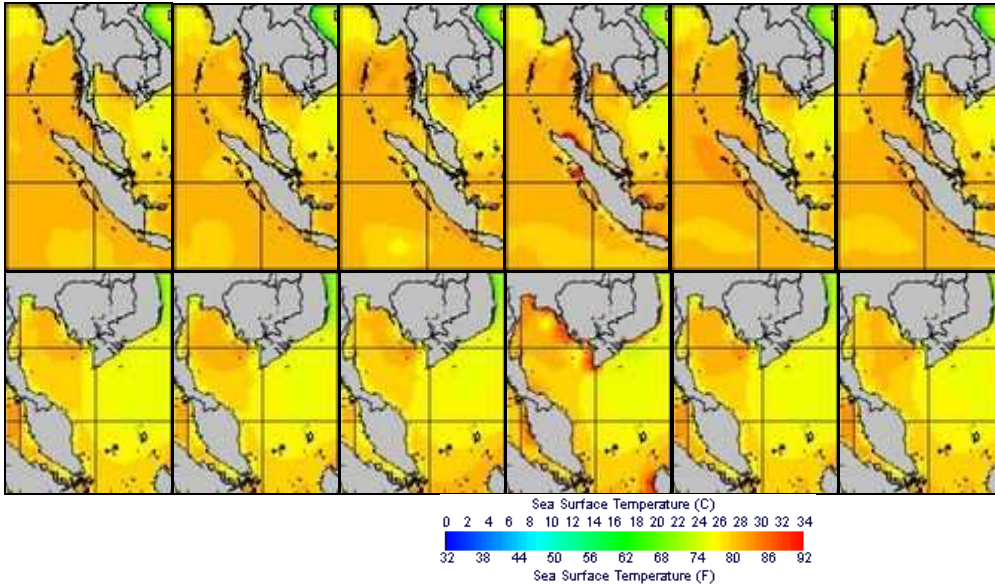 Sea Surface Temperature (C)
0 2 4 6 8 10 12 14 16 18 20 22 24 26 28 30 32 34
32 38 44 50 56 62 68 74 80 86 92
Sea Surface Temperature (F)